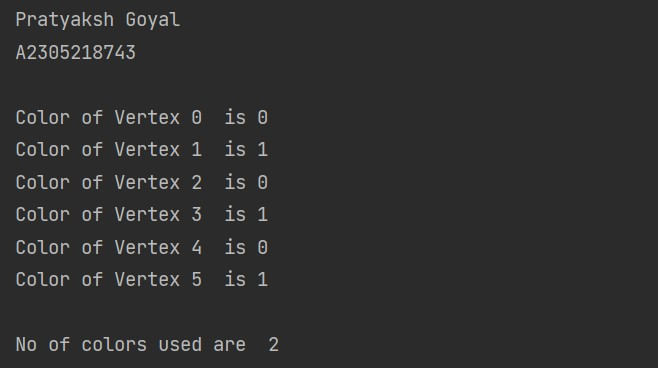 Pratyaksh Goyal
A2305218743
Color of Vertex 0  is 0
Color of Vertex 1  is 1
Color of Vertex 2  is 0
Color of Vertex 3  is 1
Color of Vertex 4  is 0
Color of Vertex 5  is 1
No of colors used are  2